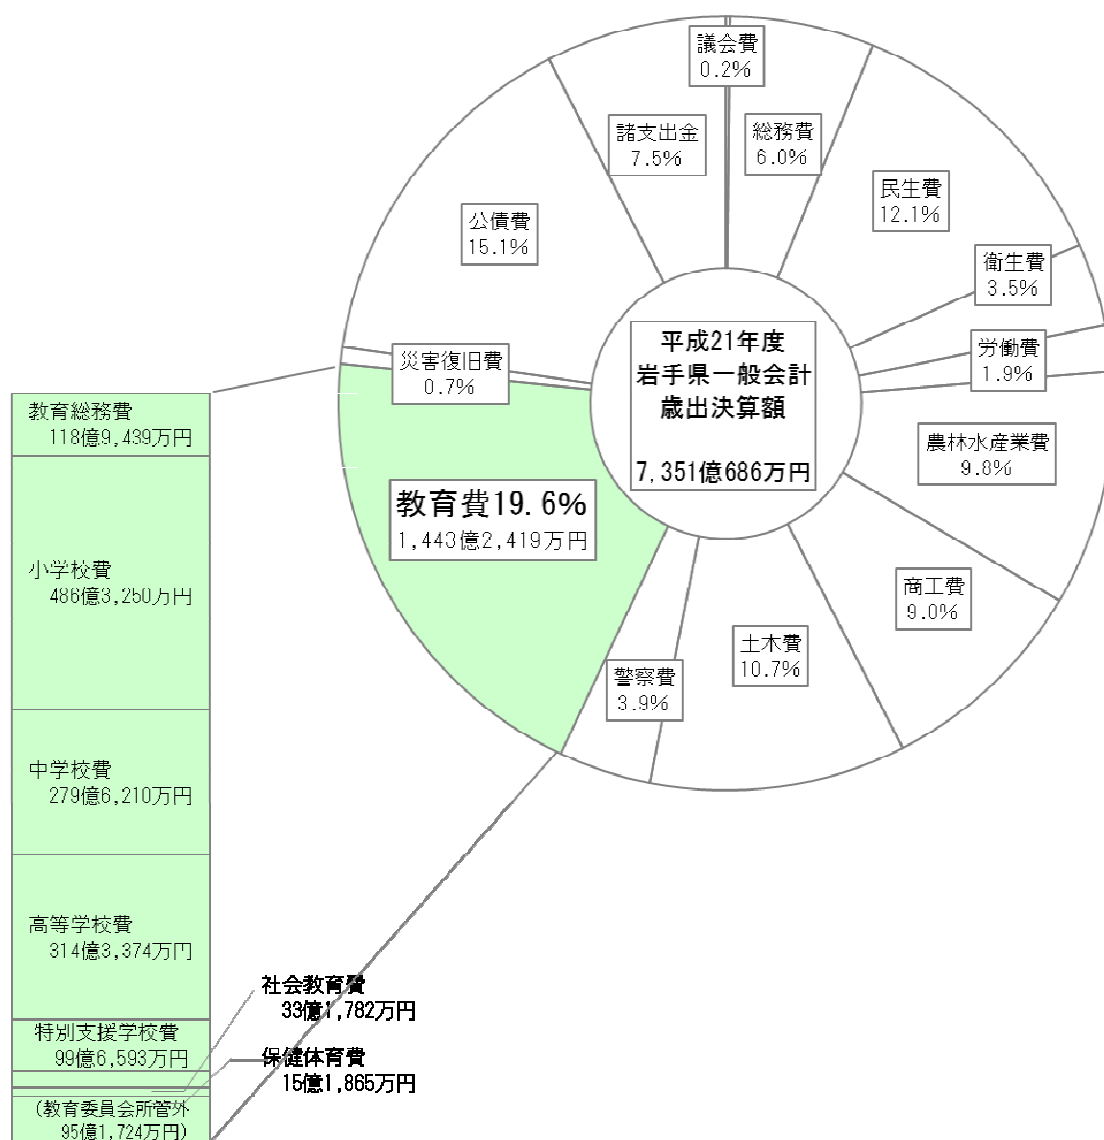 議会費
0.2%
総務費
6.0%
民生費
12.1%
衛生費
3.5%
労働費
1.9%
農林水産業費
9.8%
商工費
9.0%
土木費
10.7%
警察費
3.9%
教育費19.6%
1,443億2,419万円
災害復旧費
0.7%
公債費
15.1%
諸支出金
7.5%
平成21年度
岩手県一般会計
歳出決算額
7,351億686万円
教育総務費
118億9,439万円
小学校費
486億3,250万円
中学校費
279億6,210万円
高等学校費
314億3,374万円
特別支援学校費
99億6,593万円
社会教育費
33億1,782万円
保健体育費
15億1,865万円
(教育委員会所管外
95億1,724万円)